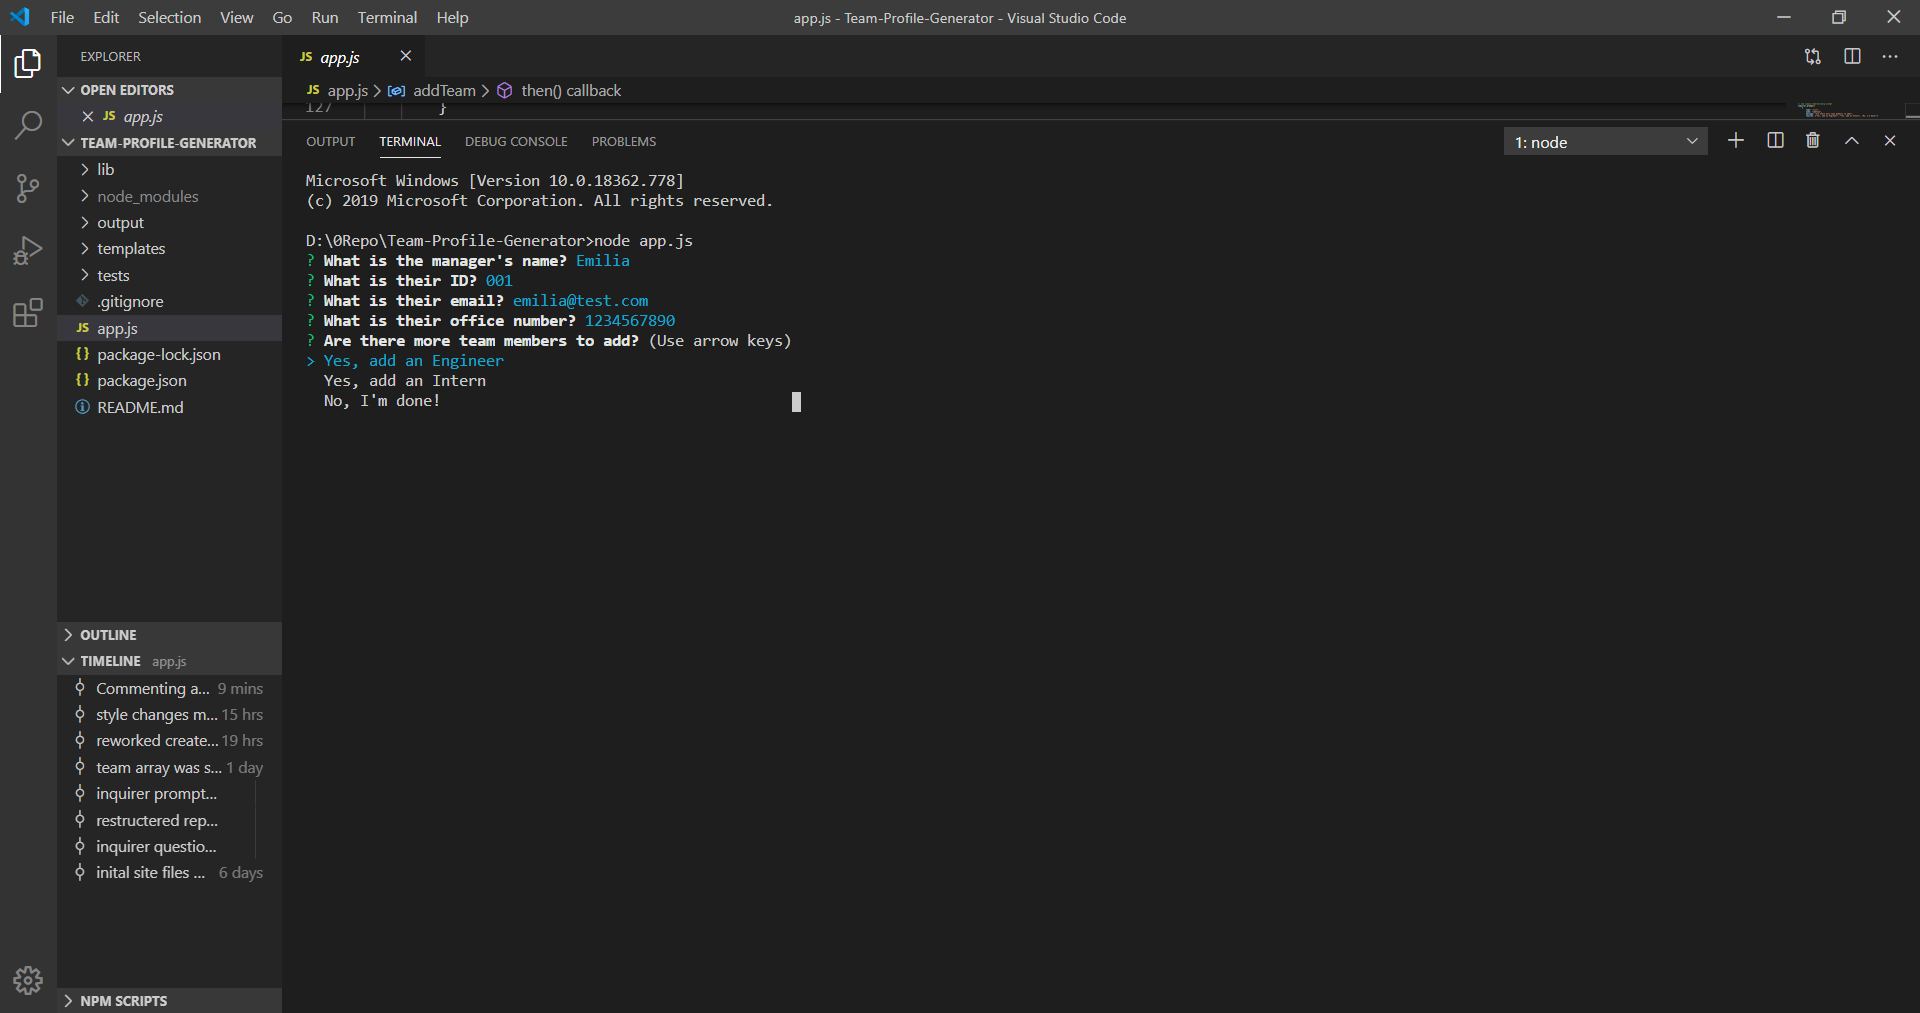 File Edit Selection View Go Run Terminal Help
app.js - Team-Profile-Generator - Visual Studio Code
EXPLORER
OPEN EDITORS
JS app.js
TEAM-PROFILE-GENERATOR
lib
node_modules
output
templates
tests
.gitignore
JS app.js
{} package-lock.json
{} package.json
README.md
OUTLINE
TIMELINE app.js
Commenting a... 9 mins
style changes m... 15 hrs
reworked create... 19 hrs
team array was s... 1 day
inquirer prompt...
restructered rep...
inquirer questio...
inital site files ... 6 days
NPM SCRIPTS
JS app.js
JS app.js > addTeam > then() callback
127 }
OUTPUT TERMINAL DEBUG CONSOLE PROBLEMS
1: node
Microsoft Windows [Version 10.0.18362.778]
(c) 2019 Microsoft Corporation. All rights reserved.
D:\0Repo\Team-Profile-Generator>node app.js
? What is the manager's name? Emilia
? What is their ID? 001
? What is their email? emilia@test.com
? What is their office number? 1234567890
? Are there more team members to add? (Use arrow keys)
> Yes, add an Engineer
Yes, add an Intern
No, I'm done!